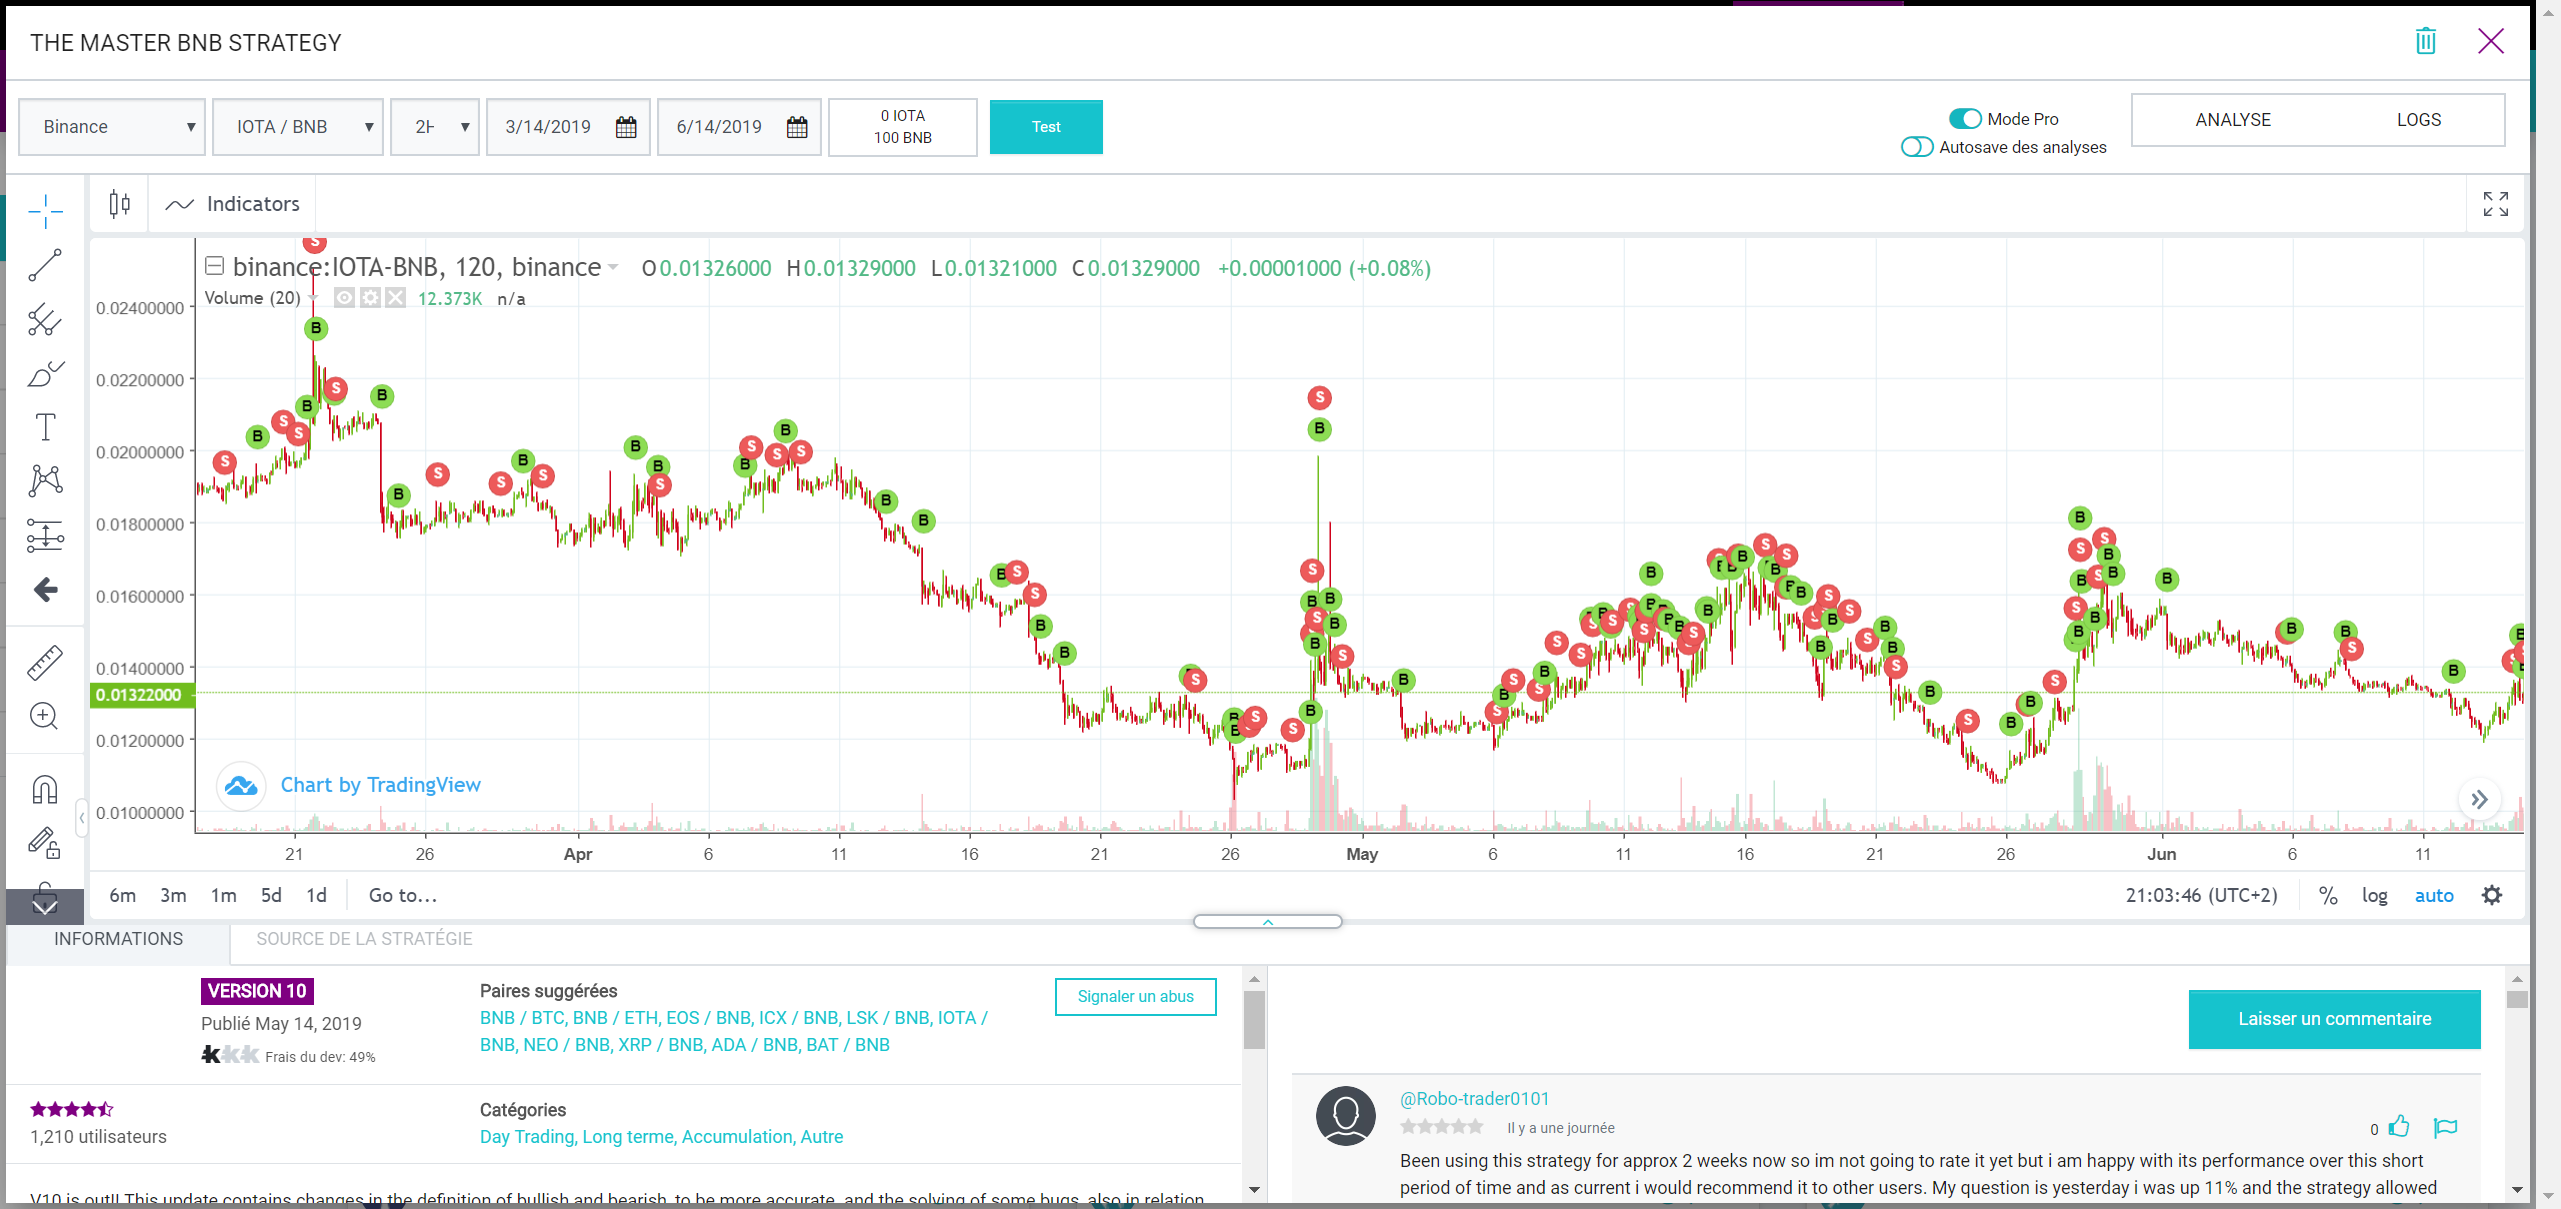 THE MASTER BNB STRATEGY
Binance ▼ IOTA / BNB ▼ 2H ▼ 3/14/2019 6/14/2019 0 IOTA
100 BNB
Test
Mode Pro
Autosave des analyses
ANALYSE LOGS
Indicators
binance:IOTA-BNB, 120, binance O0.01326000 H0.01329000 L0.01321000 C0.01329000 +0.00001000 (+0.08%)
Volume (20) 12.373K n/a
0.02400000
0.02200000
0.02000000
0.01800000
0.01600000
0.01400000
0.01322000
0.01200000
0.01000000
Chart by TradingView
21 26 Apr 6 11 16 21 26 May 6 11 16 21 26 Jun 6 11
6m 3m 1m 5d 1d Go to... 21:03:46 (UTC+2) % log auto
INFORMATIONS SOURCE DE LA STRATÉGIE
VERSION 10
Publié May 14, 2019
Frais du dev: 49%
Paires suggérées
BNB / BTC, BNB / ETH, EOS / BNB, ICX / BNB, LSK / BNB, IOTA /
BNB, NEO / BNB, XRP / BNB, ADA / BNB, BAT / BNB
Signaler un abus
1,210 utilisateurs
Catégories
Day Trading, Long terme, Accumulation, Autre
V10 is out!! This update contains changes in the definition of bullish and bearish, to be more accurate, and the solving of some bugs, also in relation
Laisser un commentaire
@Robo-trader0101
Il y a une journée
0
Been using this strategy for approx 2 weeks now so im not going to rate it yet but i am happy with its performance over this short
period of time and as current i would recommend it to other users. My question is yesterday i was up 11% and the strategy allowed